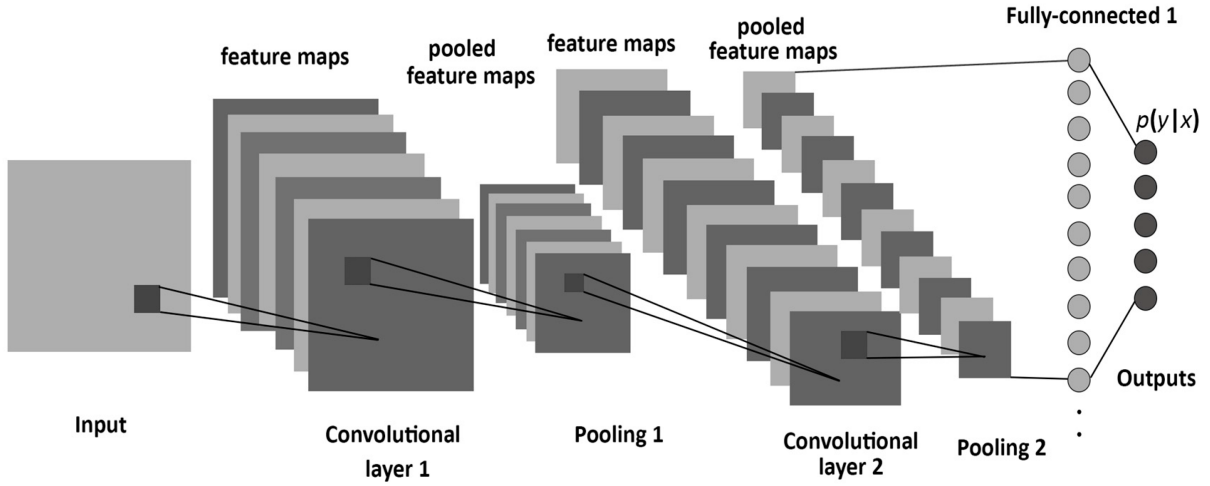 feature maps
pooled
feature maps
feature maps
pooled
feature maps
Fully-connected 1
p(y|x)
Input
Convolutional
layer 1
Pooling 1
Convolutional
layer 2
Pooling 2
Outputs